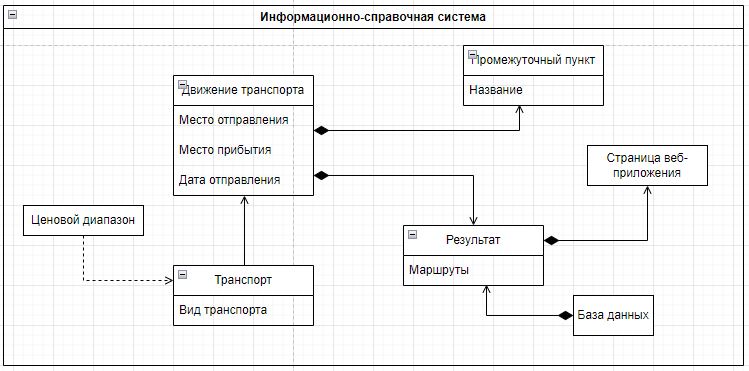 Информационно-справочная система
Промежуточный пункт
Название
Движение транспорта
Место отправления
Место прибытия
Дата отправления
Страница веб-
приложения
Ценовой диапазон
Результат
Маршруты
Транспорт
Вид транспорта
База данных